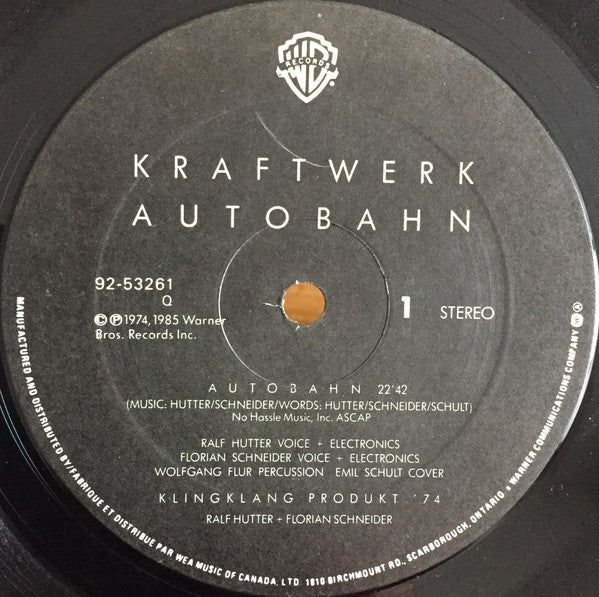 WB
RECORDS
®
KRAFTWERK
AUTOBAHN
92-53261
Q
1 STEREO
© ℗ 1974, 1985 Warner
Bros. Records Inc.
AUTOBAHN 22'42
(MUSIC: HUTTER/SCHNEIDER/WORDS: HUTTER/SCHNEIDER/SCHULT)
No Hassle Music, Inc. ASCAP
RALF HUTTER VOICE + ELECTRONICS
FLORIAN SCHNEIDER VOICE + ELECTRONICS
WOLFGANG FLUR PERCUSSION EMIL SCHULT COVER
KLINGKLANG PRODUKT '74
RALF HUTTER + FLORIAN SCHNEIDER
MANUFACTURED AND DISTRIBUTED BY/FABRIQUE ET DISTRIBUE PAR WEA MUSIC OF CANADA, LTD. 1810 BIRCHMOUNT RD., SCARBOROUGH, ONTARIO • WARNER COMMUNICATIONS COMPANY